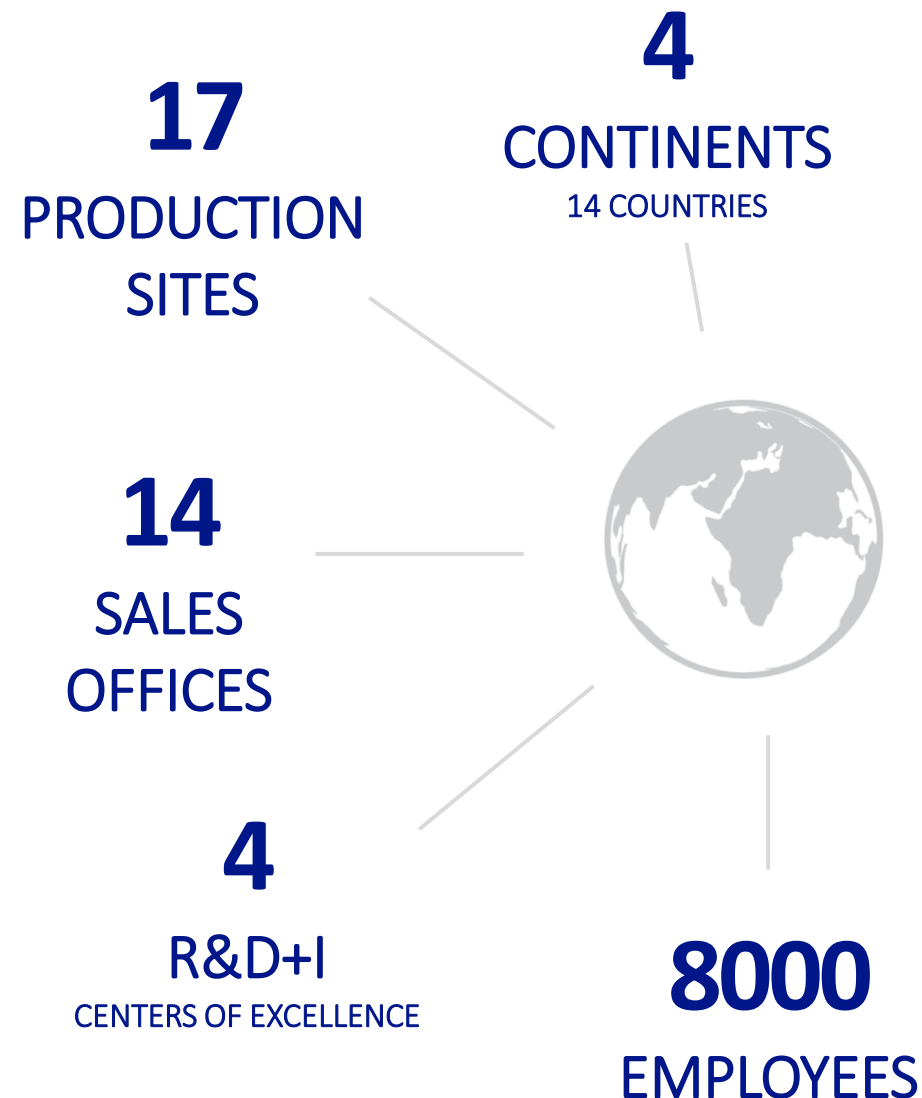 4
CONTINENTS
14 COUNTRIES
17
PRODUCTION
SITES
14
SALES
OFFICES
4
R&D+I
CENTERS OF EXCELLENCE
8000
EMPLOYEES